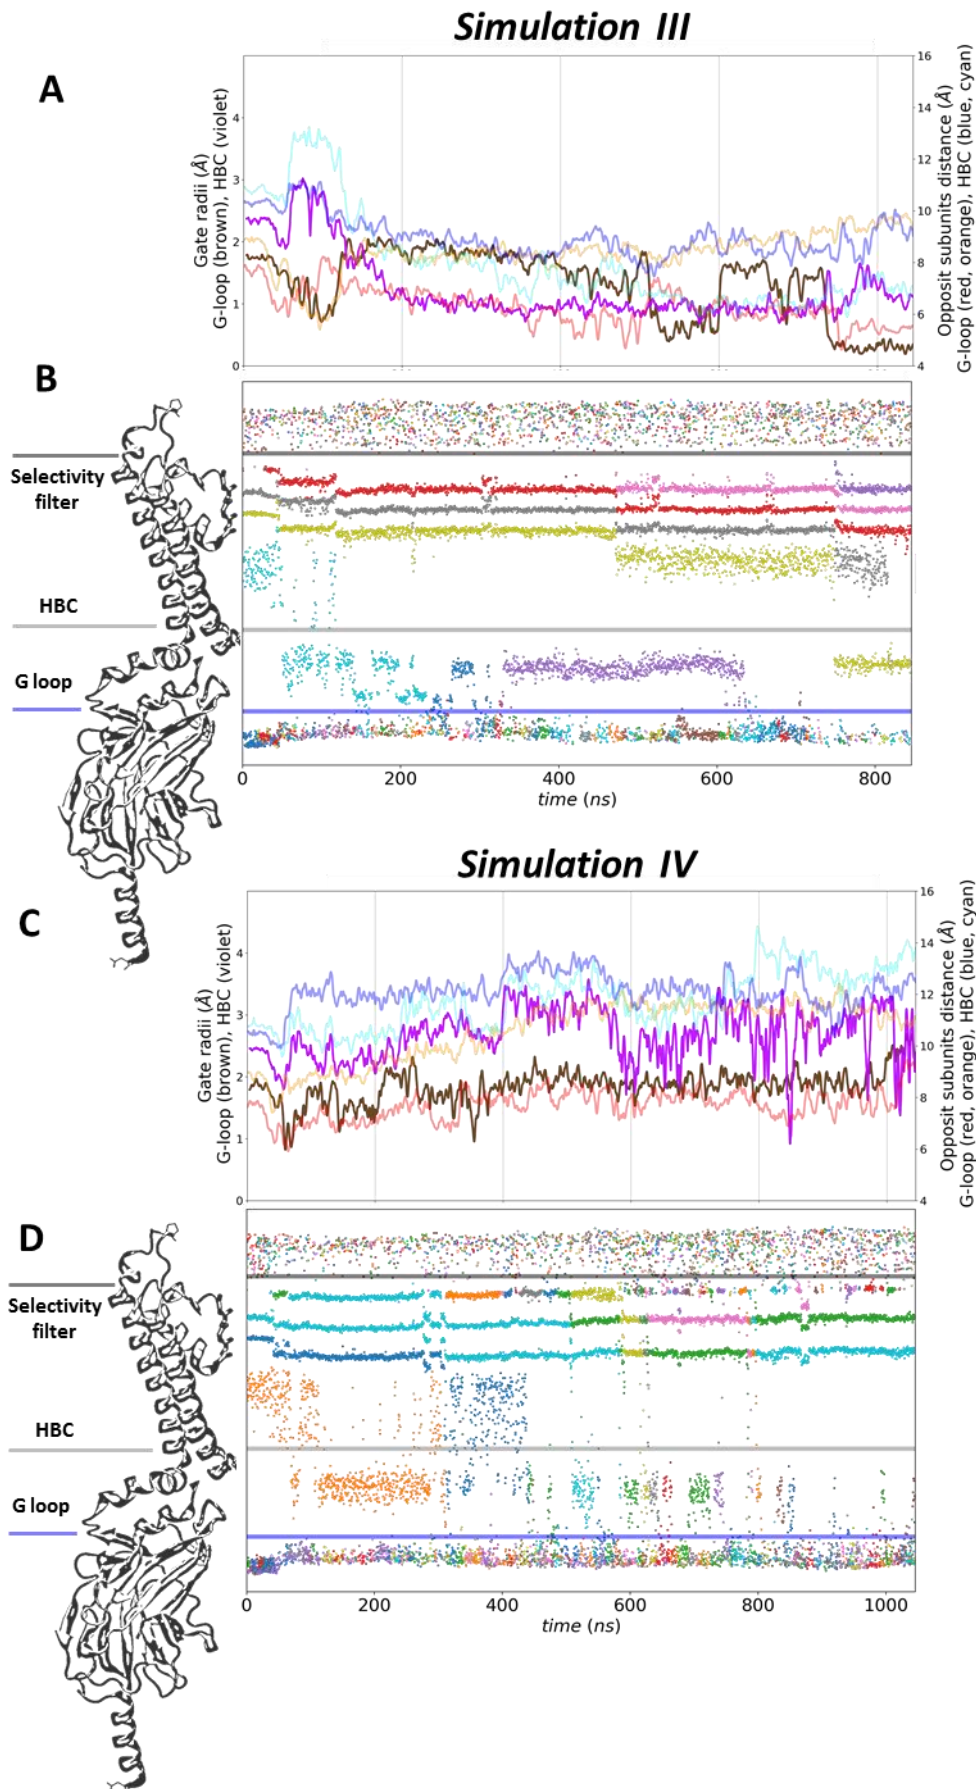 Simulation III
A
Gate radii (Å)
G-loop (brown), HBC (violet)
4
3
2
1
0
16
14
12
10
8
6
4
Opposit subunits distance (Å)
G-loop (red, orange), HBC (blue, cyan)
B
Selectivity
filter
HBC
G loop
0 200 400 600 800
time (ns)
Simulation IV
C
Gate radii (Å)
G-loop (brown), HBC (violet)
4
3
2
1
0
16
14
12
10
8
6
4
Opposit subunits distance (Å)
G-loop (red, orange), HBC (blue, cyan)
D
Selectivity
filter
HBC
G loop
0 200 400 600 800 1000
time (ns)